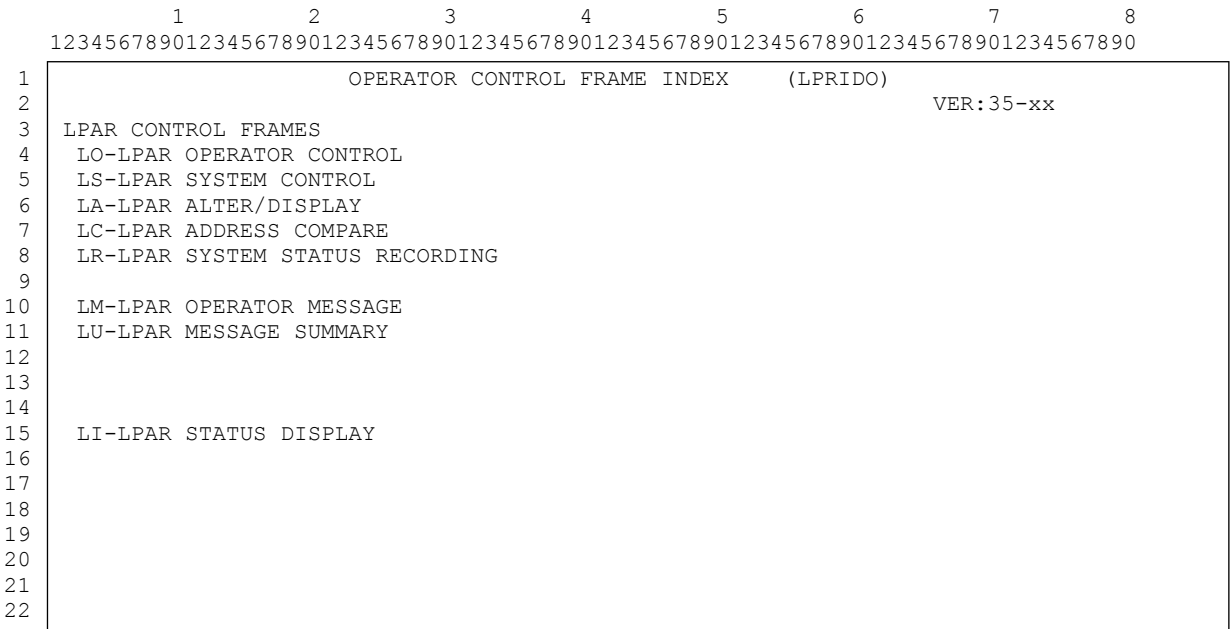 1         2         3         4         5         6         7         8
12345678901234567890123456789012345678901234567890123456789012345678901234567890
1 OPERATOR CONTROL FRAME INDEX    (LPRIDO)
2 VER:35-xx
3 LPAR CONTROL FRAMES
4 LO-LPAR OPERATOR CONTROL
5 LS-LPAR SYSTEM CONTROL
6 LA-LPAR ALTER/DISPLAY
7 LC-LPAR ADDRESS COMPARE
8 LR-LPAR SYSTEM STATUS RECORDING
9
10 LM-LPAR OPERATOR MESSAGE
11 LU-LPAR MESSAGE SUMMARY
12
13
14
15 LI-LPAR STATUS DISPLAY
16
17
18
19
20
21
22